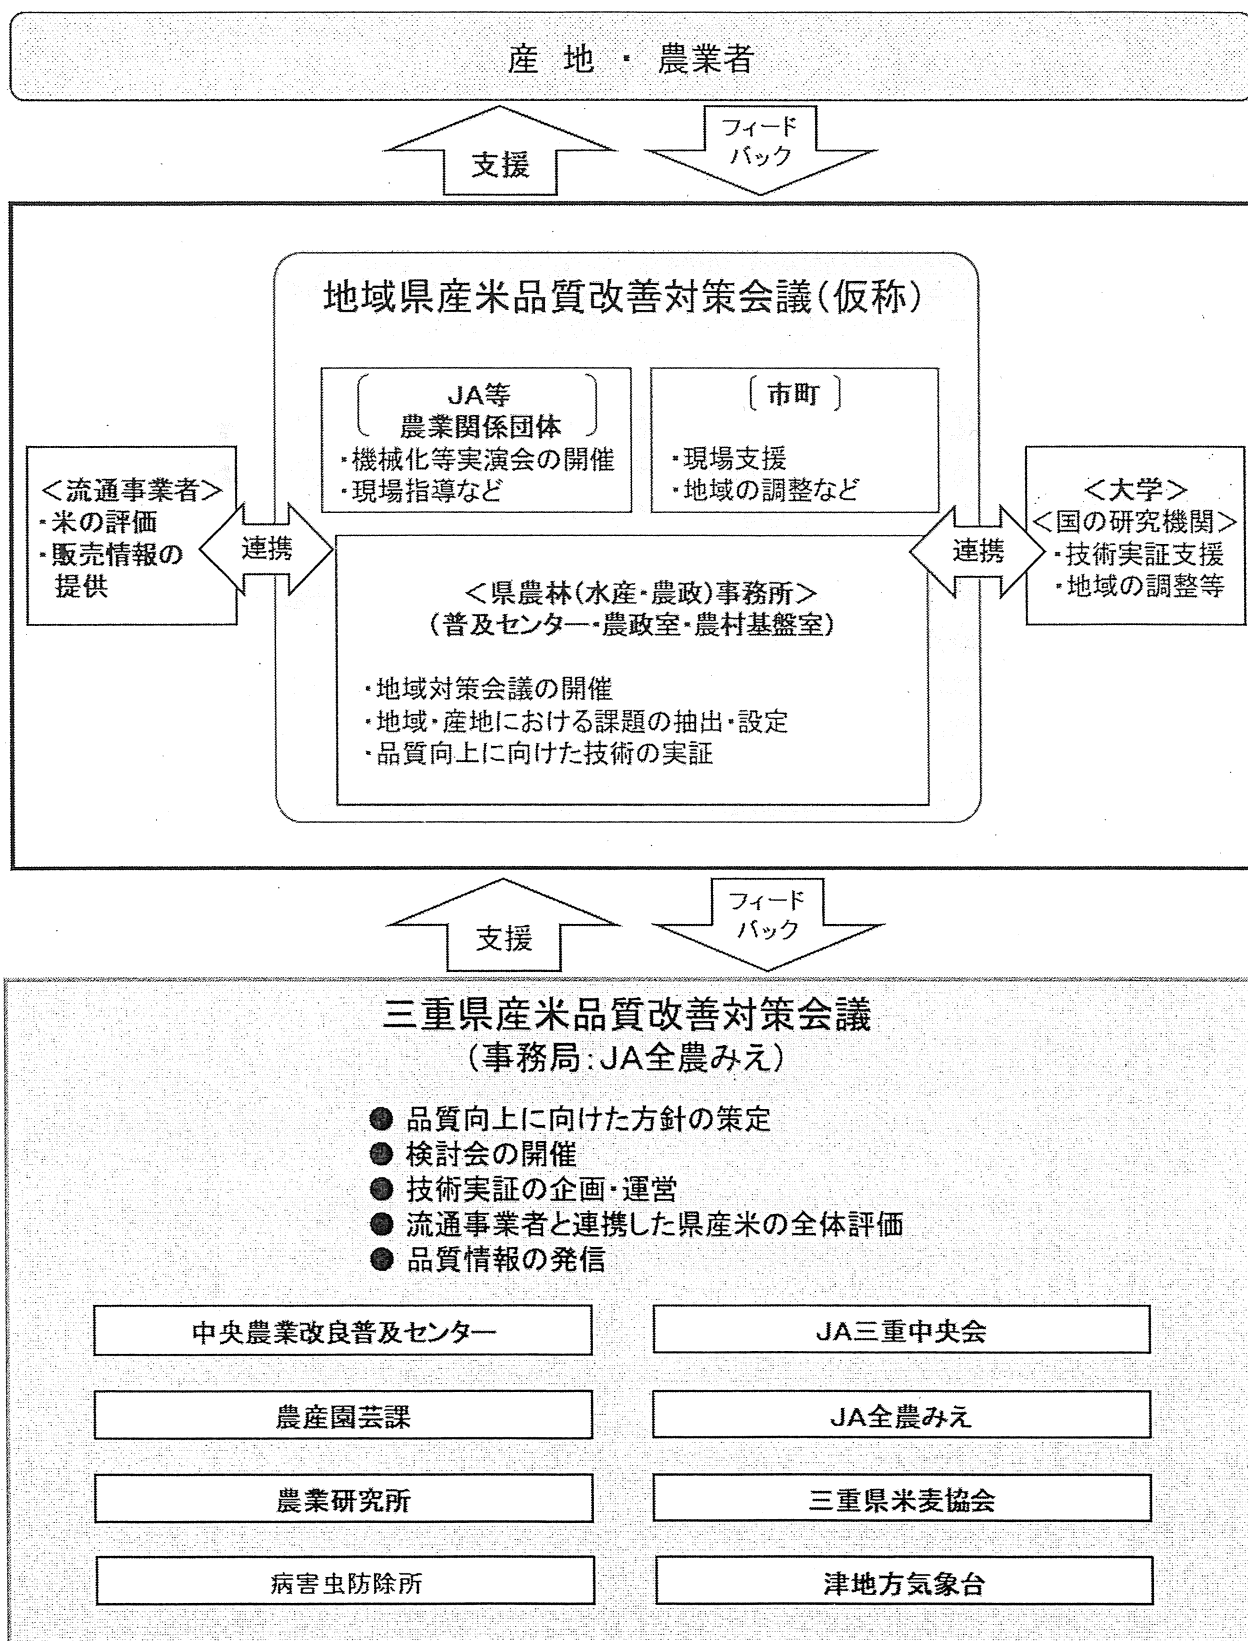 産 地 ・ 農業者
支援
フィード
バック
地域県産米品質改善対策会議(仮称)
JA等
農業関係団体
・機械化等実演会の開催
・現場指導など
〔 市町 〕
・現場支援
・地域の調整など
＜流通事業者＞
・米の評価
・販売情報の
提供
連携
＜県農林(水産・農政)事務所＞
(普及センター・農政室・農村基盤室)
・地域対策会議の開催
・地域・産地における課題の抽出・設定
・品質向上に向けた技術の実証
連携
＜大学＞
＜国の研究機関＞
・技術実証支援
・地域の調整等
支援
フィード
バック
三重県産米品質改善対策会議
(事務局:JA全農みえ)
● 品質向上に向けた方針の策定
● 検討会の開催
● 技術実証の企画・運営
● 流通事業者と連携した県産米の全体評価
● 品質情報の発信
中央農業改良普及センター
JA三重中央会
農産園芸課
JA全農みえ
農業研究所
三重県米麦協会
病害虫防除所
津地方気象台